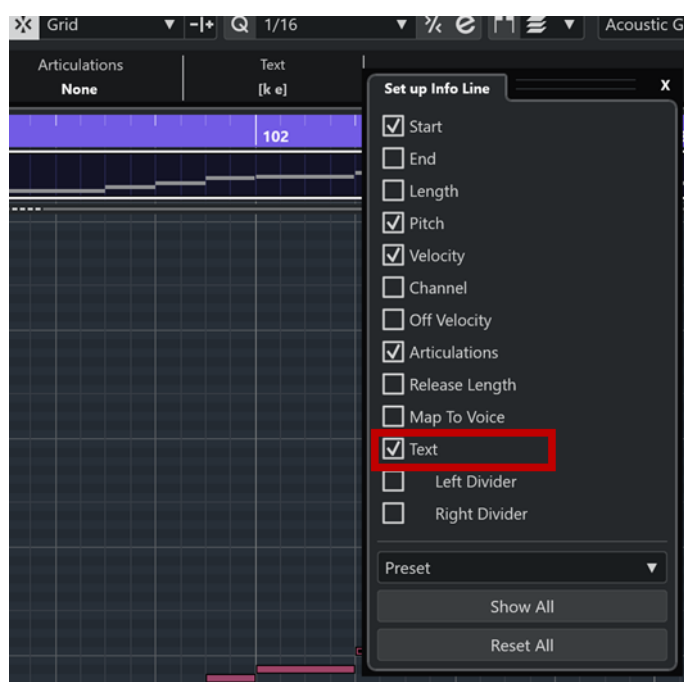 Grid
Q
1/16
Acoustic G
Articulations
Text
None
[k e]
Set up Info Line
X
102
Start
End
Length
Pitch
Velocity
Channel
Off Velocity
Articulations
Release Length
Map To Voice
Text
Left Divider
Right Divider
Preset
Show All
Reset All